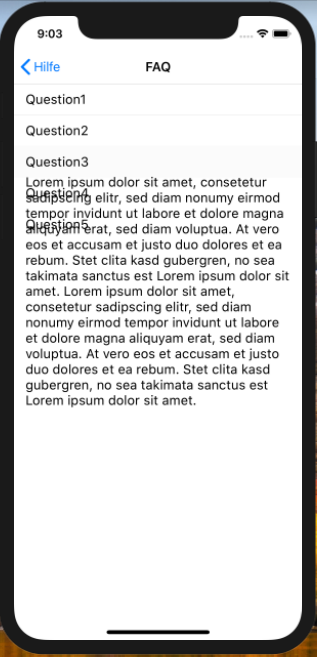 9:03
Hilfe
FAQ
Question1
Question2
Question3
Lorem ipsum dolor sit amet, consetetur
Question4
sadipscing elitr, sed diam nonumy eirmod
tempor invidunt ut labore et dolore magna
Question5
aliquyam erat, sed diam voluptua. At vero
eos et accusam et justo duo dolores et ea
rebum. Stet clita kasd gubergren, no sea
takimata sanctus est Lorem ipsum dolor sit
amet. Lorem ipsum dolor sit amet,
consetetur sadipscing elitr, sed diam
nonumy eirmod tempor invidunt ut labore
et dolore magna aliquyam erat, sed diam
voluptua. At vero eos et accusam et justo
duo dolores et ea rebum. Stet clita kasd
gubergren, no sea takimata sanctus est
Lorem ipsum dolor sit amet.